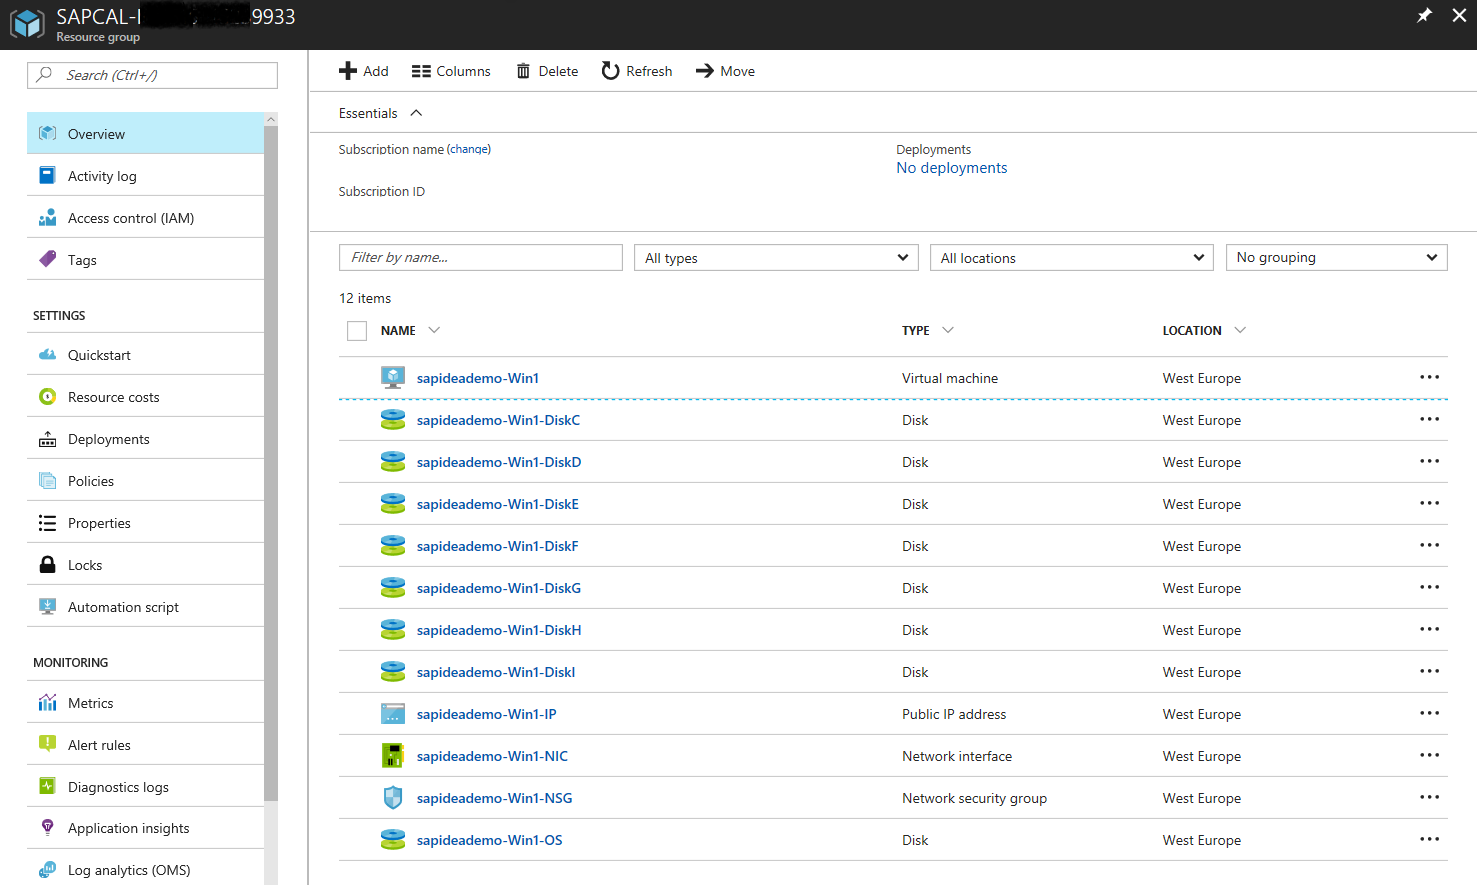 SAPCAL-
9933
Resource group
Search (Ctrl+/)
Overview
Activity log
Access control (IAM)
Tags
SETTINGS
Quickstart
Resource costs
Deployments
Policies
Properties
Locks
Automation script
MONITORING
Metrics
Alert rules
Diagnostics logs
Application insights
Log analytics (OMS)
Add Columns Delete Refresh Move
Essentials
Subscription name (change)
Subscription ID
Deployments
No deployments
Filter by name... All types All locations No grouping
12 items
NAME TYPE LOCATION
sapideademo-Win1 Virtual machine West Europe
sapideademo-Win1-DiskC Disk West Europe
sapideademo-Win1-DiskD Disk West Europe
sapideademo-Win1-DiskE Disk West Europe
sapideademo-Win1-DiskF Disk West Europe
sapideademo-Win1-DiskG Disk West Europe
sapideademo-Win1-DiskH Disk West Europe
sapideademo-Win1-DiskI Disk West Europe
sapideademo-Win1-IP Public IP address West Europe
sapideademo-Win1-NIC Network interface West Europe
sapideademo-Win1-NSG Network security group West Europe
sapideademo-Win1-OS Disk West Europe